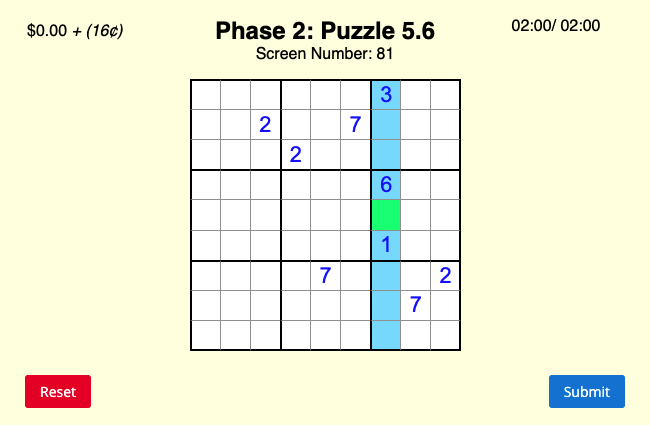 $0.00 + (16¢)
Phase 2: Puzzle 5.6
02:00/ 02:00
Screen Number: 81
3
2 7
2
6
1
7 2
7
Reset Submit